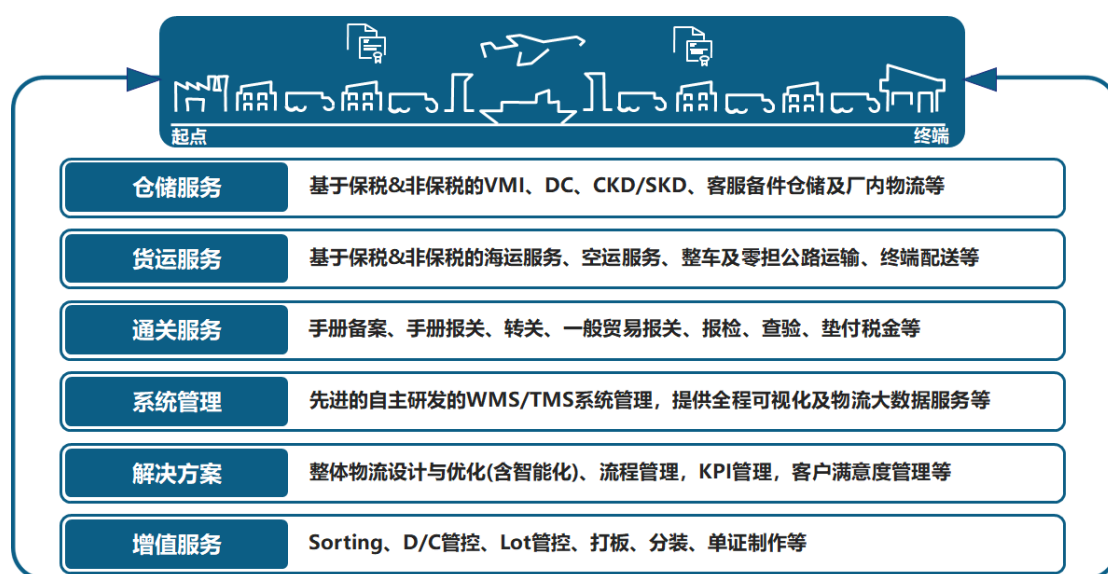 起点
终端
仓储服务
基于保税&非保税的VMI、DC、CKD/SKD、客服备件仓储及厂内物流等
货运服务
基于保税&非保税的海运服务、空运服务、整车及零担公路运输、终端配送等
通关服务
手册备案、手册报关、转关、一般贸易报关、报检、查验、垫付税金等
系统管理
先进的自主研发的WMS/TMS系统管理，提供全程可视化及物流大数据服务等
解决方案
整体物流设计与优化(含智能化)、流程管理，KPI管理，客户满意度管理等
增值服务
Sorting、D/C管控、Lot管控、打板、分装、单证制作等